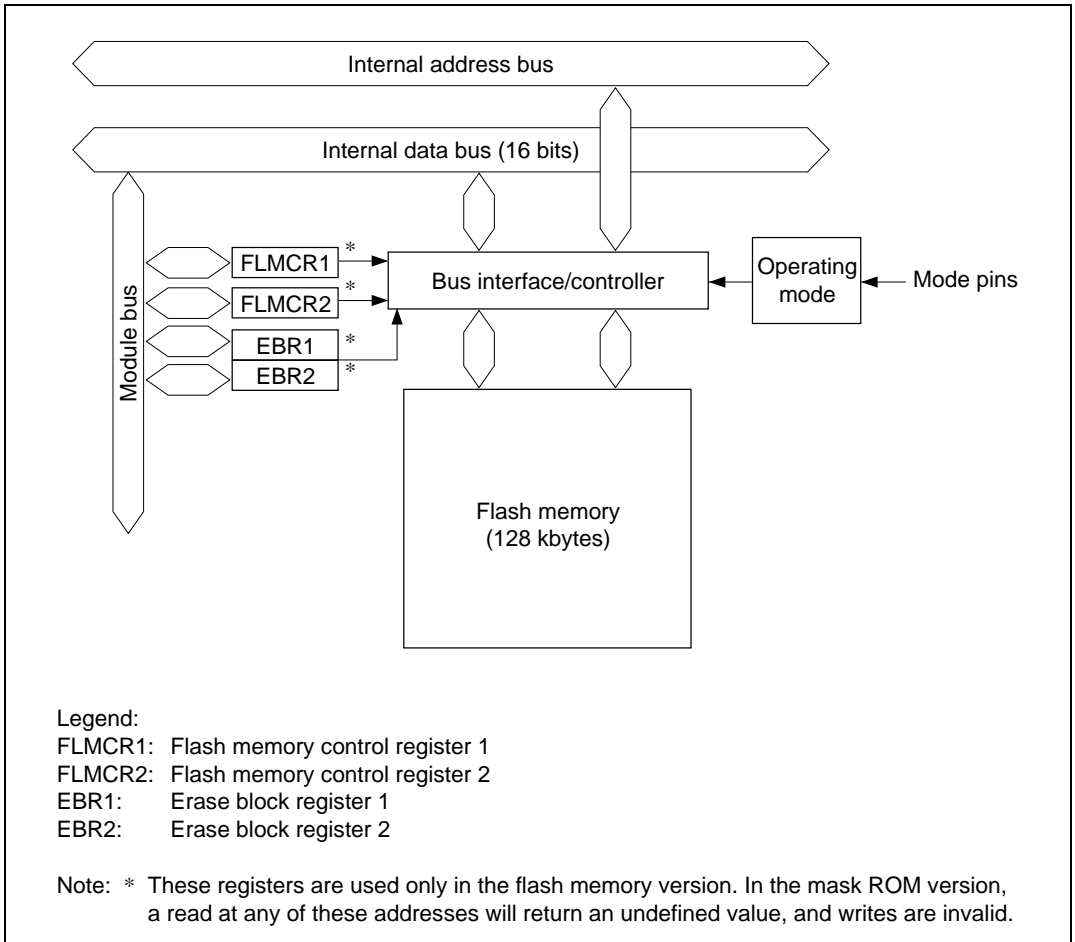 Internal address bus
Internal data bus (16 bits)
Module bus
FLMCR1 *
FLMCR2 *
EBR1 *
EBR2 *
Bus interface/controller
Operating
mode
Mode pins
Flash memory
(128 kbytes)
Legend:
FLMCR1: Flash memory control register 1
FLMCR2: Flash memory control register 2
EBR1: Erase block register 1
EBR2: Erase block register 2
Note: * These registers are used only in the flash memory version. In the mask ROM version,
a read at any of these addresses will return an undefined value, and writes are invalid.